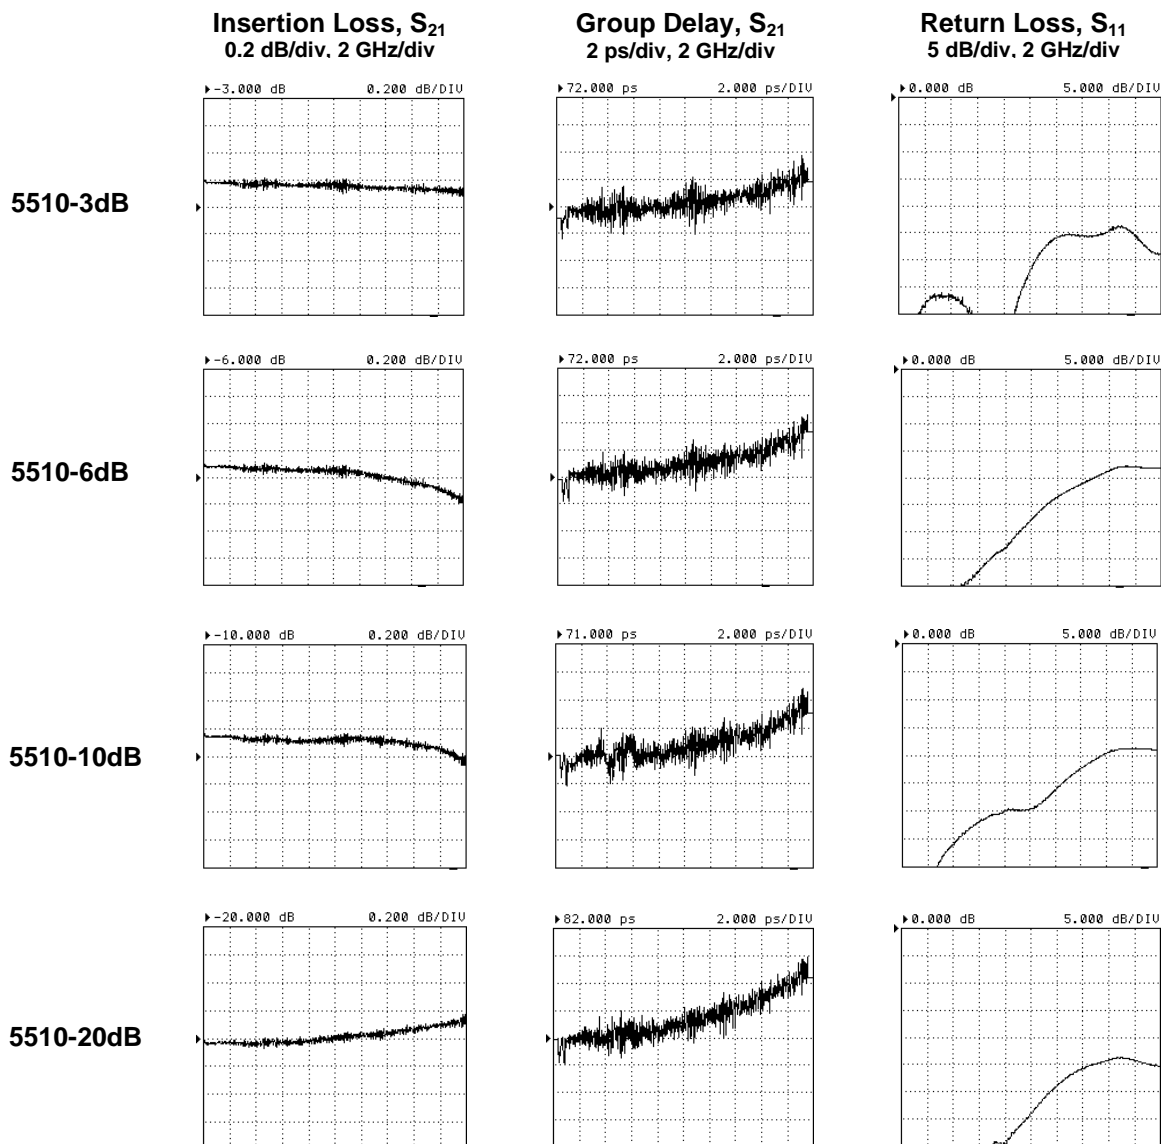 Insertion Loss, S21
0.2 dB/div, 2 GHz/div
Group Delay, S21
2 ps/div, 2 GHz/div
Return Loss, S11
5 dB/div, 2 GHz/div
5510-3dB
-3.000 dB 0.200 dB/DIV
72.000 ps 2.000 ps/DIV
0.000 dB 5.000 dB/DIV
5510-6dB
-6.000 dB 0.200 dB/DIV
72.000 ps 2.000 ps/DIV
0.000 dB 5.000 dB/DIV
5510-10dB
-10.000 dB 0.200 dB/DIV
71.000 ps 2.000 ps/DIV
0.000 dB 5.000 dB/DIV
5510-20dB
-20.000 dB 0.200 dB/DIV
82.000 ps 2.000 ps/DIV
0.000 dB 5.000 dB/DIV